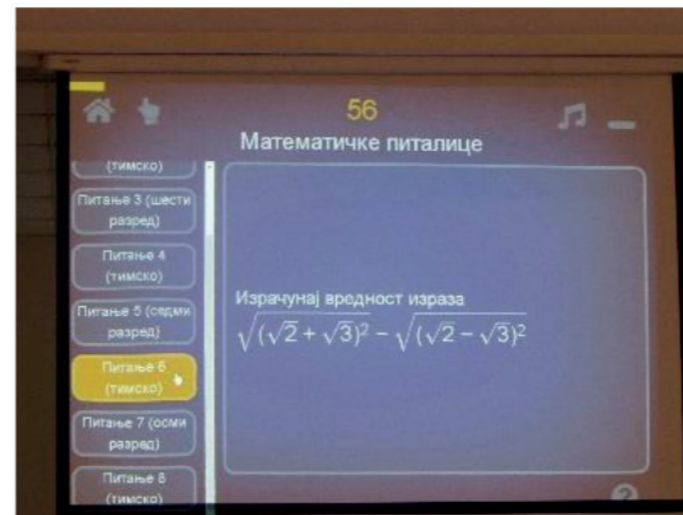 56
Математичке питалице
(тимско)
Питање 3 (шести
разред)
Питање 4
(тимско)
Питање 5 (седми
разред)
Питање 6
(тимско)
Питање 7 (осми
разред)
Питање 8
(тимско)
Израчунај вредност израза
√(√2 + √3)² − √(√2 − √3)²
?